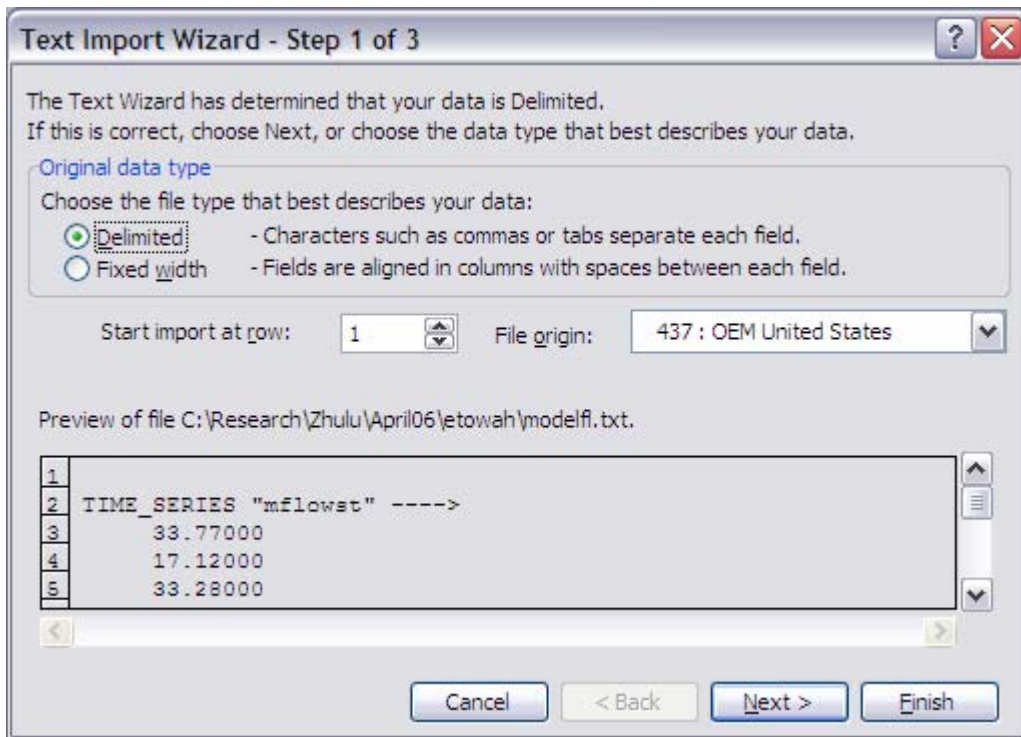 Text Import Wizard - Step 1 of 3
The Text Wizard has determined that your data is Delimited.
If this is correct, choose Next, or choose the data type that best describes your data.
Original data type
Choose the file type that best describes your data:
Delimited - Characters such as commas or tabs separate each field.
Fixed width - Fields are aligned in columns with spaces between each field.
Start import at row: 1 File origin: 437 : OEM United States
Preview of file C:\Research\Zhulu\April06\etowah\modelfl.txt.
1
2 TIME_SERIES "mflowst" ---->
3 33.77000
4 17.12000
5 33.28000
Cancel < Back Next > Finish